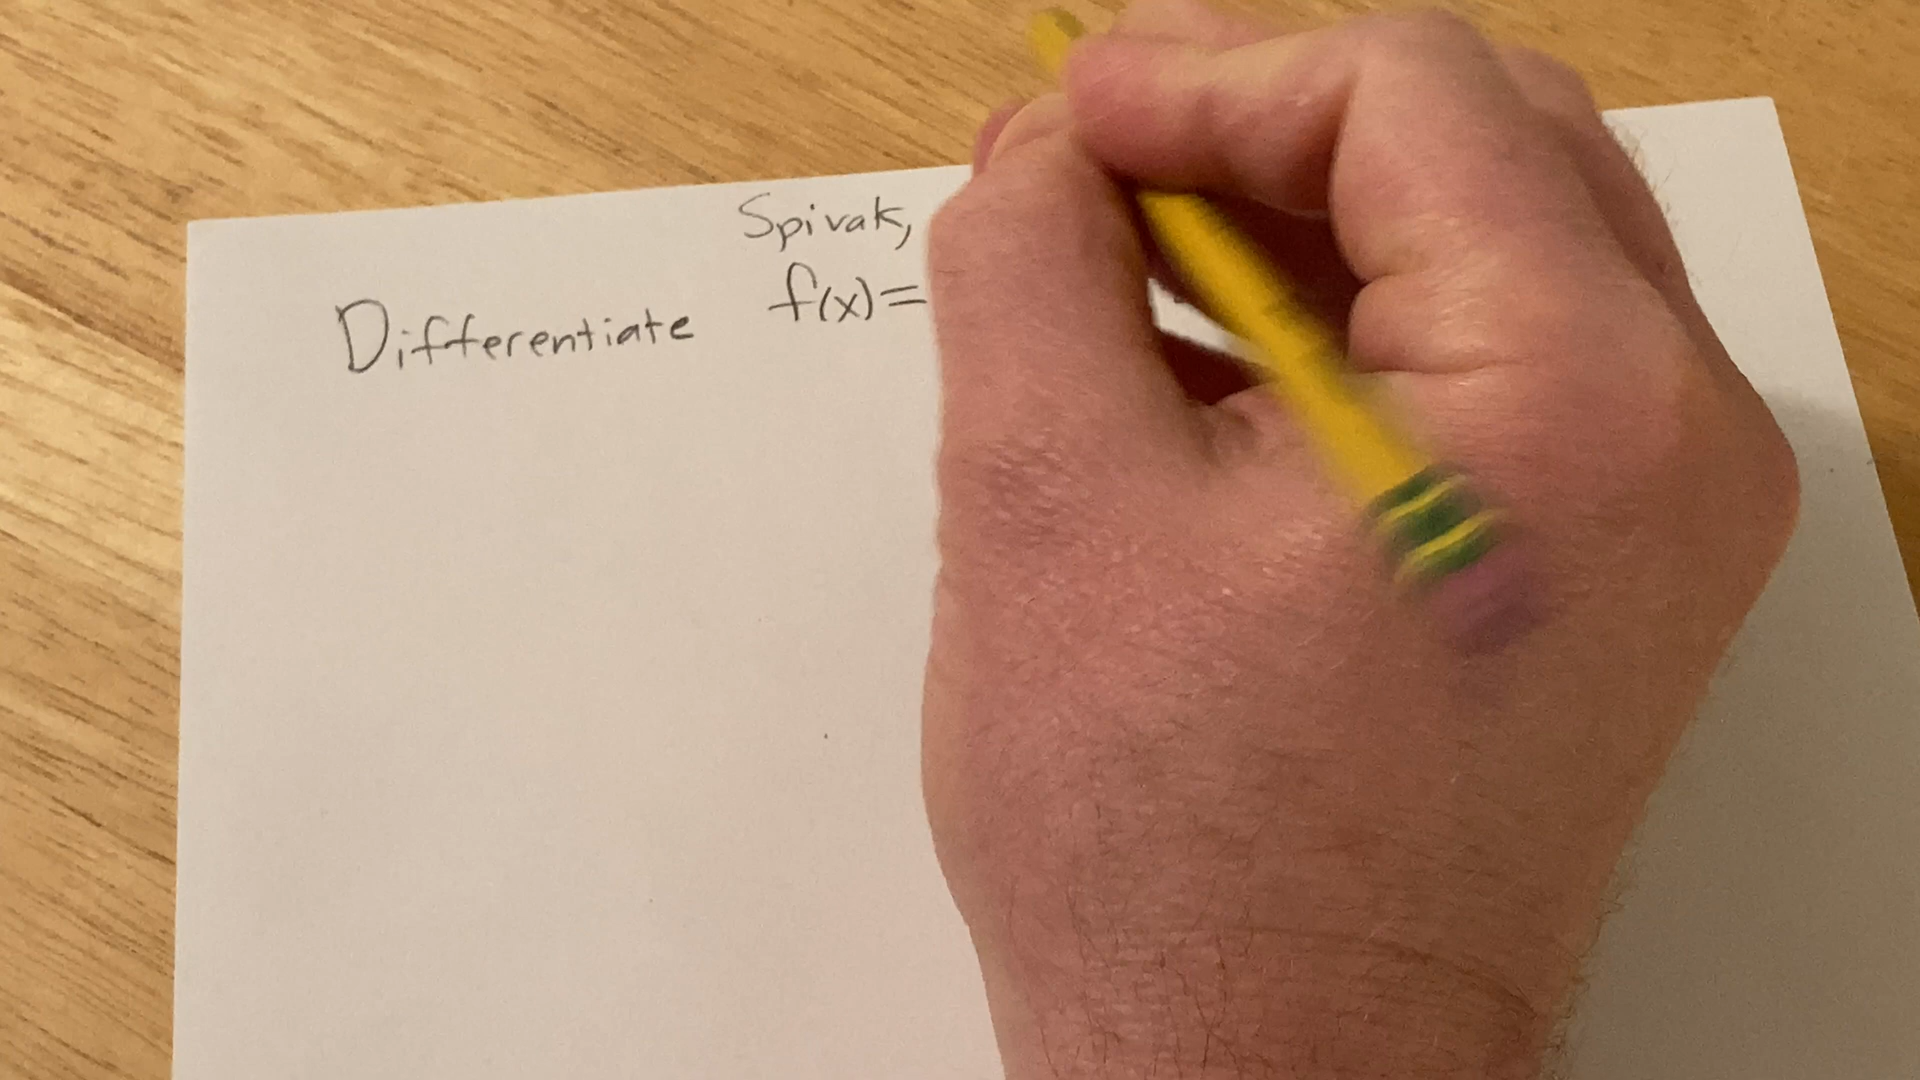 Spivak,
Differentiate f(x)=